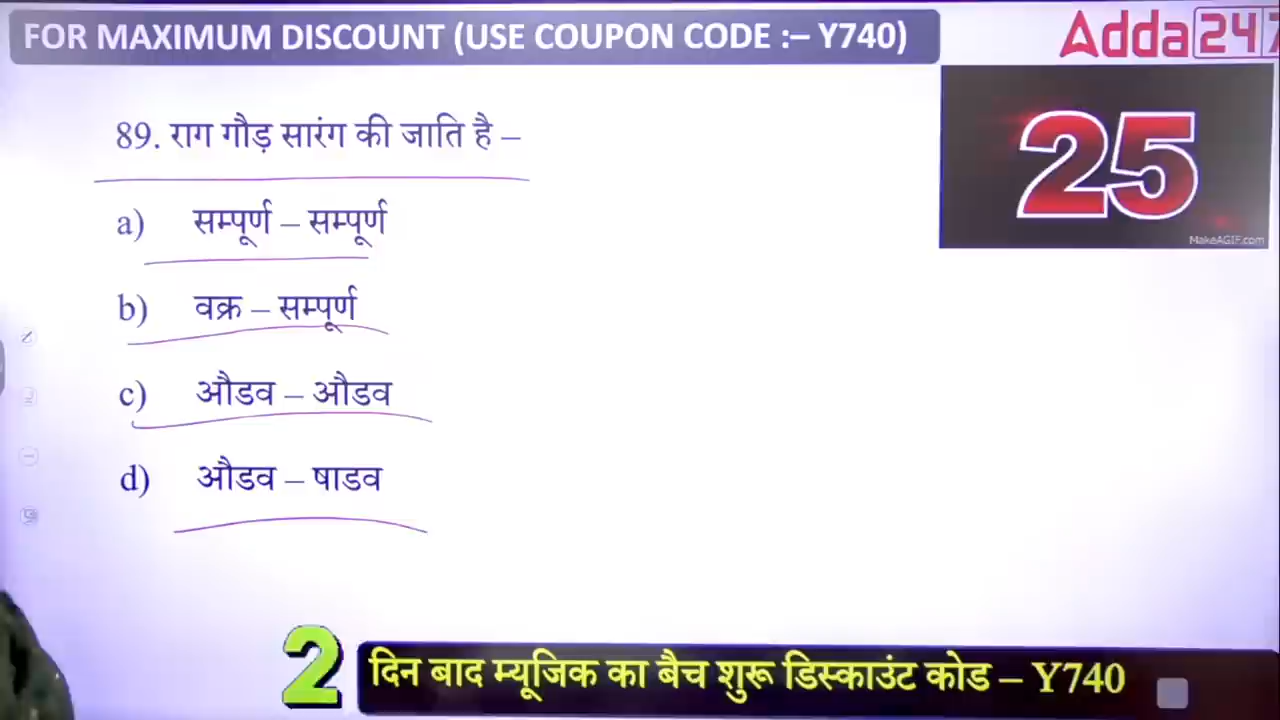 FOR MAXIMUM DISCOUNT (USE COUPON CODE :– Y740)
Adda247
25
MakeAGIF.com
89. राग गौड़ सारंग की जाति है –
a) सम्पूर्ण – सम्पूर्ण
b) वक्र – सम्पूर्ण
c) औडव – औडव
d) औडव – षाडव
2 दिन बाद म्यूजिक का बैच शुरू डिस्काउंट कोड – Y740